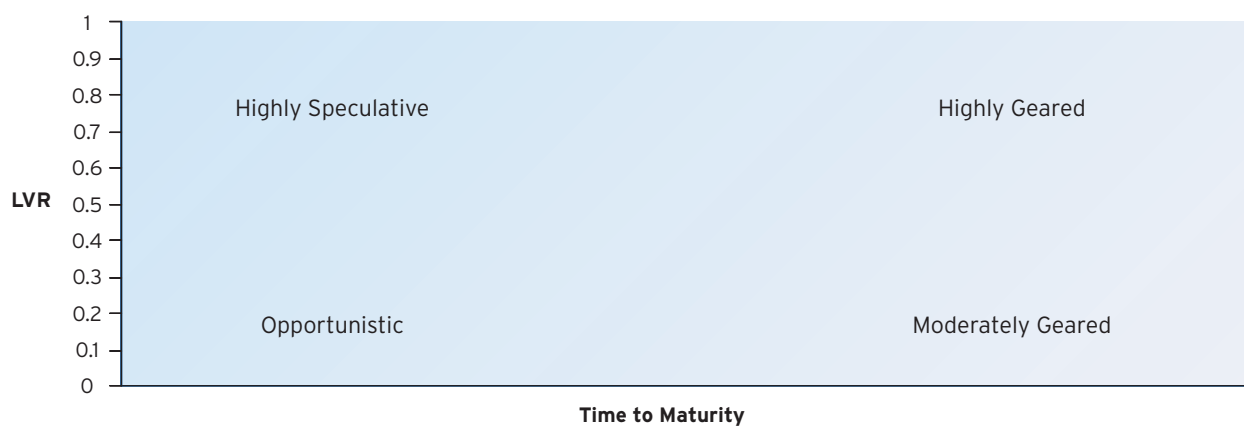 1
0.9
0.8
Highly Speculative
Highly Geared
0.7
0.6
LVR
0.5
0.4
0.3
0.2
Opportunistic
Moderately Geared
0.1
0
Time to Maturity